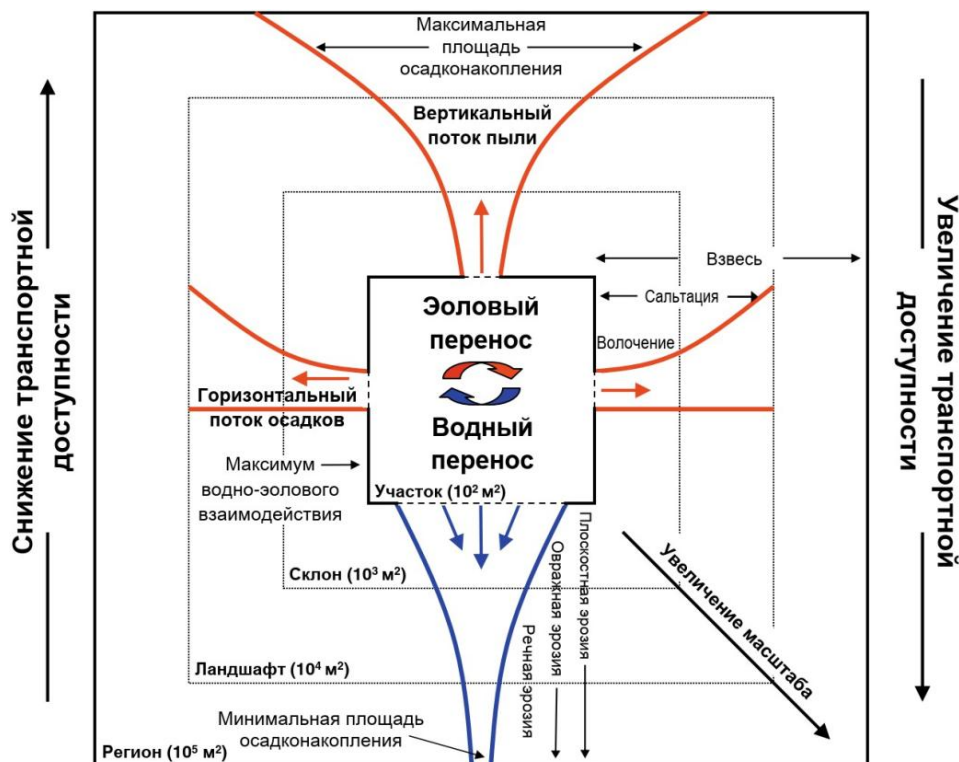 Максимальная
площадь
осадконакопления
Вертикальный
поток пыли
Снижение транспортной
доступности
Увеличение транспортной
доступности
Взвесь
Сальтация
Волочение
Эоловый
перенос
Водный
перенос
Горизонтальный
поток осадков
Максимум
водно-эолового
взаимодействия
Участок (10² м²)
Склон (10³ м²)
Ландшафт (10⁴ м²)
Регион (10⁵ м²)
Плоскостная эрозия
Овражная эрозия
Речная эрозия
Увеличение масштаба
Минимальная площадь
осадконакопления